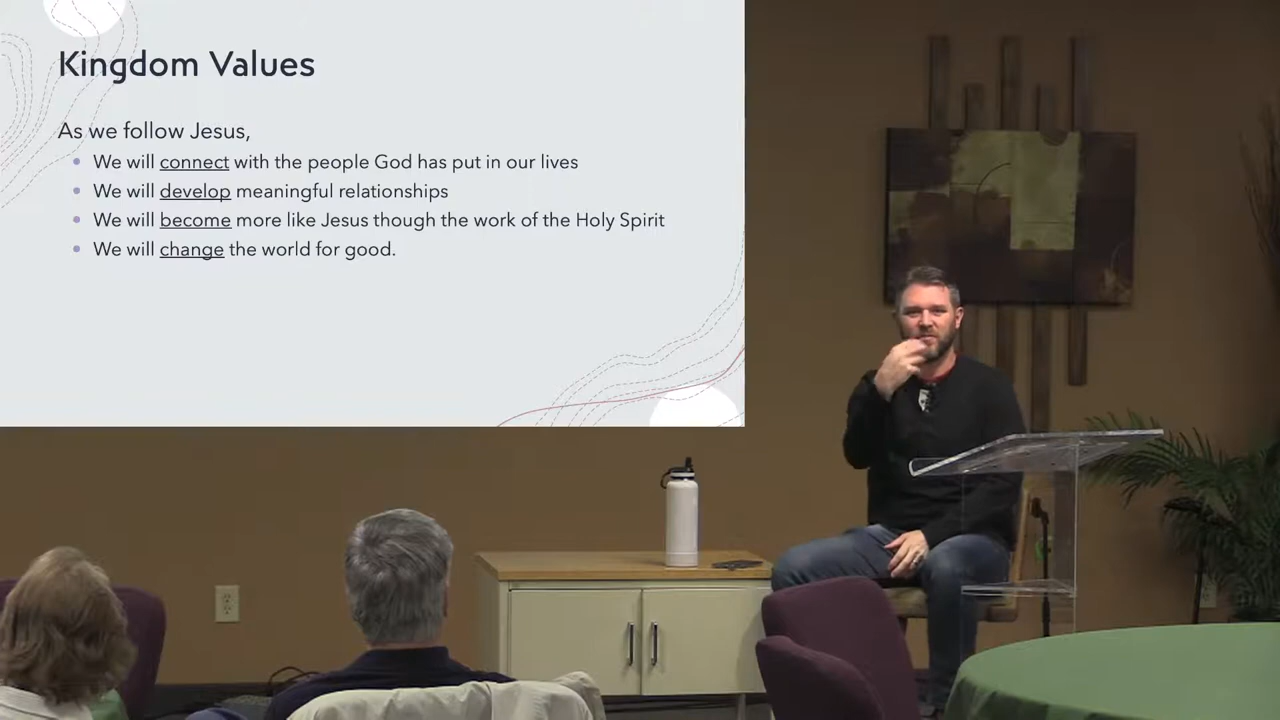 Kingdom Values
As we follow Jesus,
We will connect with the people God has put in our lives
We will develop meaningful relationships
We will become more like Jesus though the work of the Holy Spirit
We will change the world for good.